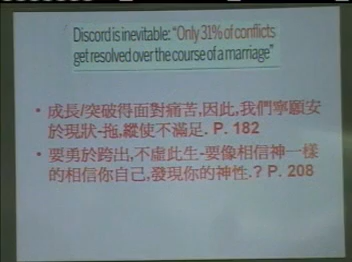 Discord is inevitable: “Only 31% of conflicts
get resolved over the course of a marriage”
• 成長/突破得面對痛苦,因此,我們寧願安
於現狀-拖,縱使不滿足. P. 182
• 要勇於跨出,不虛此生-要像相信神一樣
的相信你自己,發現你的神性.? P. 208